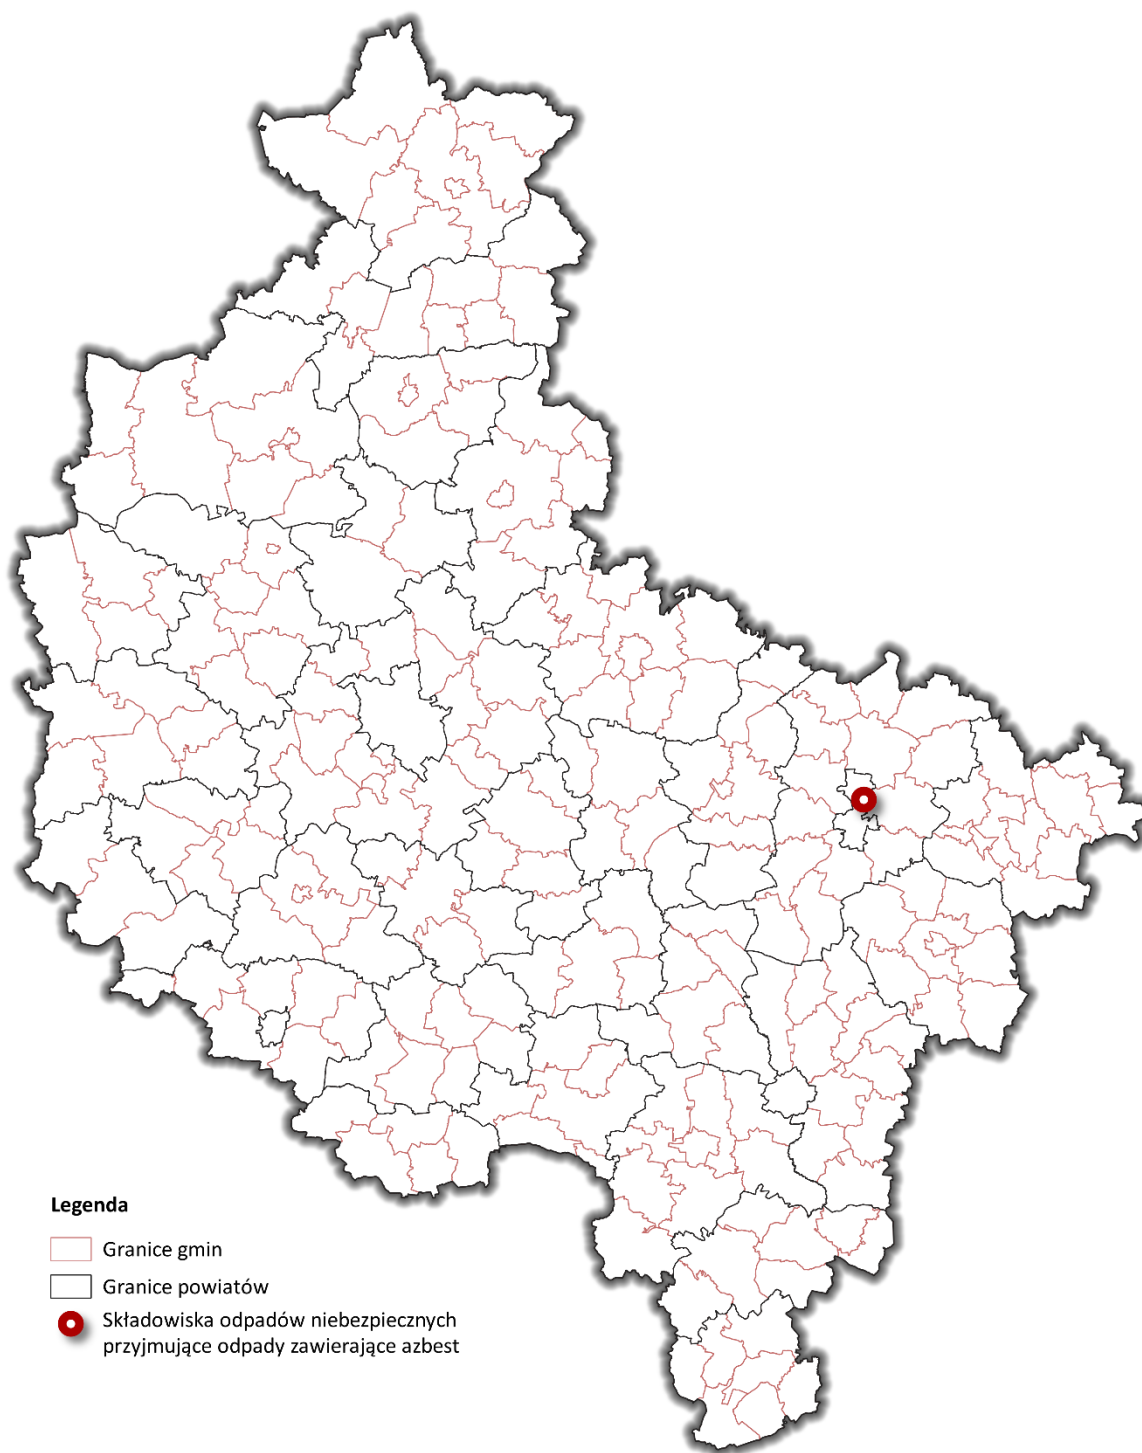 Legenda
Granice gmin
Granice powiatów
Składowiska odpadów niebezpiecznych
przyjmujące odpady zawierające azbest